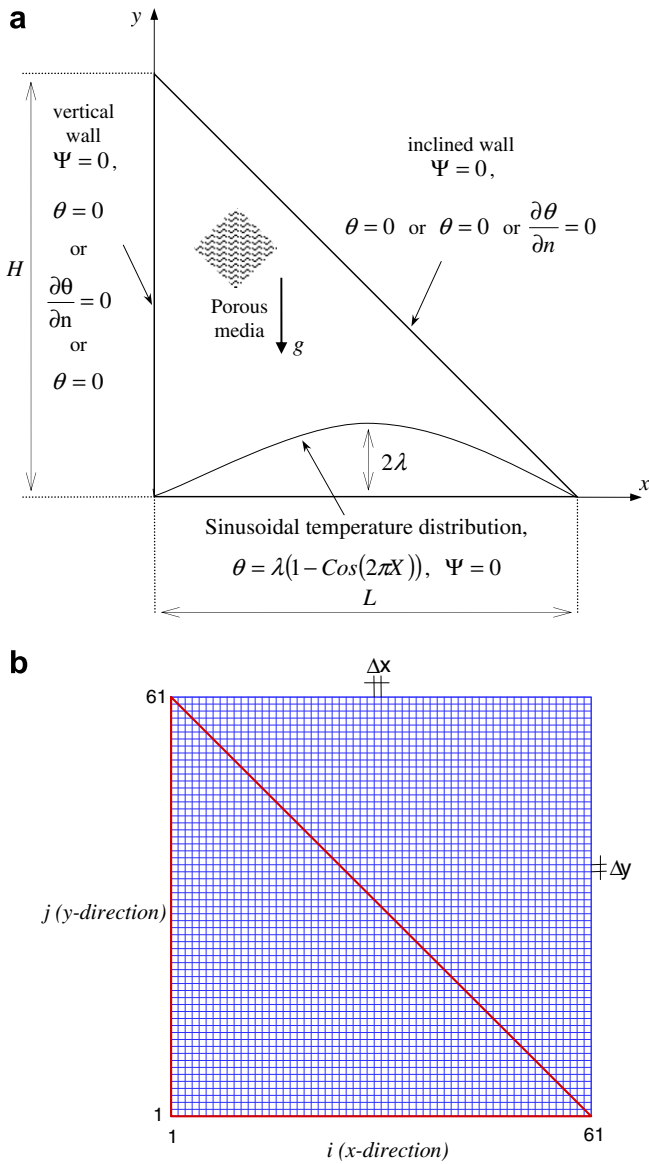 a
y
vertical
wall
Ψ = 0,
θ = 0
or
∂θ/∂n = 0
or
θ = 0
H
inclined wall
Ψ = 0,
θ = 0 or θ = 0 or ∂θ/∂n = 0
Porous
media
g
2λ
x
Sinusoidal temperature distribution,
θ = λ(1 − Cos(2πX)), Ψ = 0
L
b
Δx
61
Δy
j (y-direction)
1
1
61
i (x-direction)